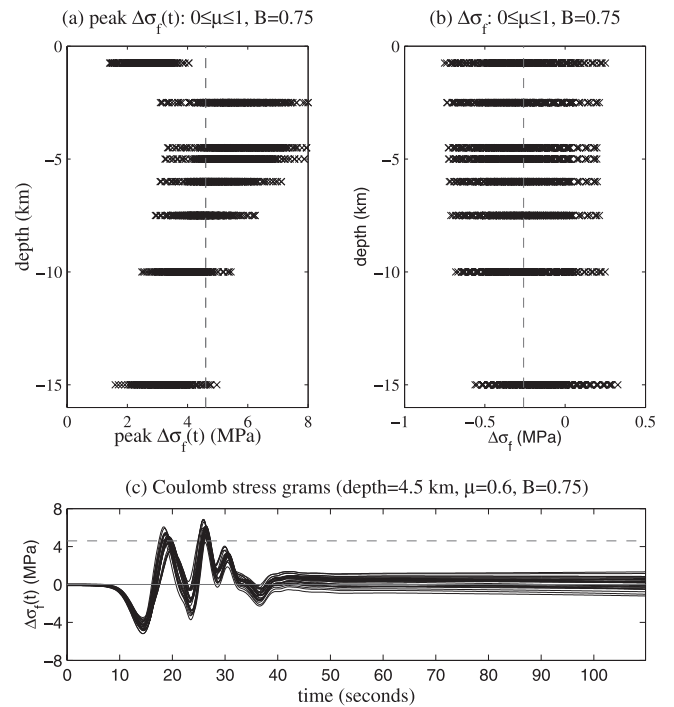 (a) peak Δσf(t): 0≤μ≤1, B=0.75
(b) Δσf: 0≤μ≤1, B=0.75
0
−5
−10
−15
depth (km)
0 2 4 6 8
peak Δσf(t) (MPa)
0
−5
−10
−15
depth (km)
−1 −0.5 0 0.5
Δσf (MPa)
(c) Coulomb stress grams (depth=4.5 km, μ=0.6, B=0.75)
8
4
0
−4
−8
Δσf(t) (MPa)
0 10 20 30 40 50 60 70 80 90 100
time (seconds)